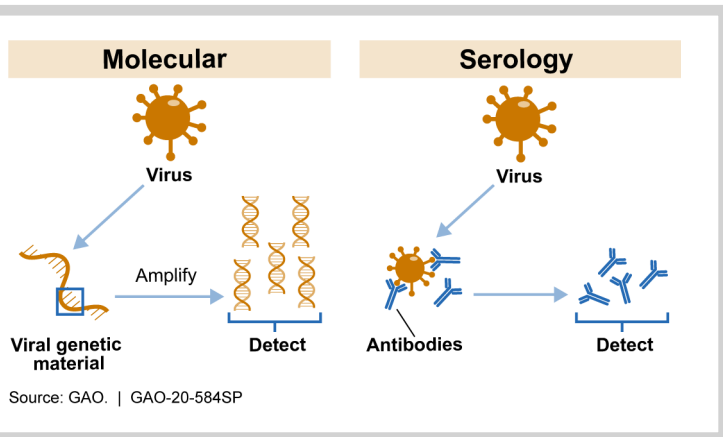 Molecular
Serology
Virus
Virus
Amplify
Viral genetic
material
Detect
Antibodies
Detect
Source: GAO. | GAO-20-584SP